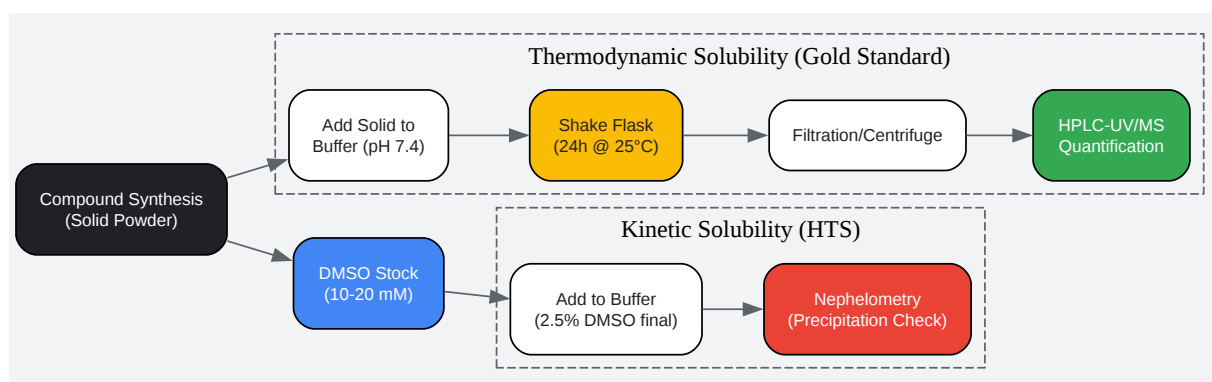 Thermodynamic Solubility (Gold Standard)
Add Solid to
Buffer (pH 7.4)
Shake Flask
(24h @ 25°C)
Filtration/Centrifuge
HPLC-UV/MS
Quantification
Compound Synthesis
(Solid Powder)
Kinetic Solubility (HTS)
DMSO Stock
(10-20 mM)
Add to Buffer
(2.5% DMSO final)
Nephelometry
(Precipitation Check)